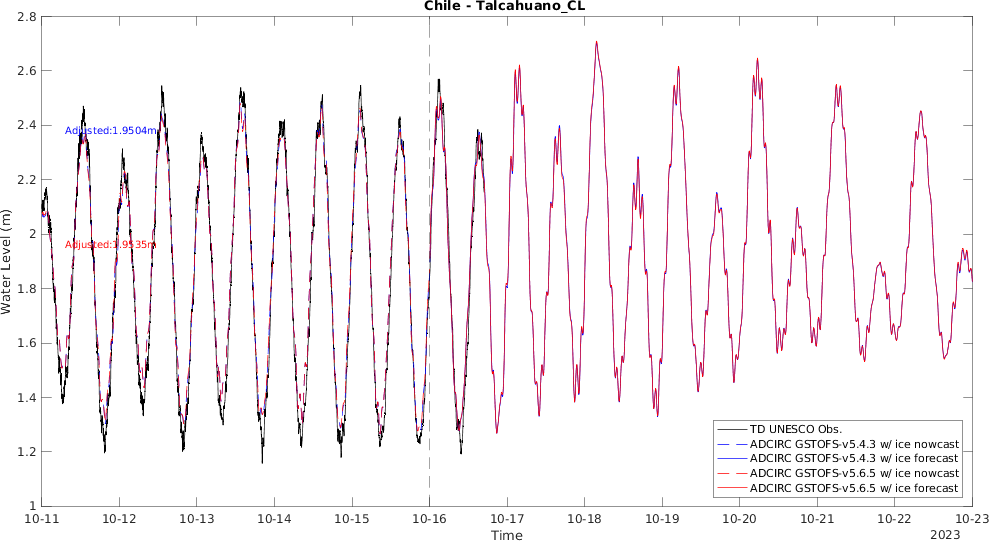 Chile - Talcahuano_CL
2.8
2.6
2.4
2.2
2
1.8
1.6
1.4
1.2
1
Water Level (m)
Adjusted:1.9504m
Adjusted:1.9535m
TD UNESCO Obs.
ADCIRC GSTOFS-v5.4.3 w/ ice nowcast
ADCIRC GSTOFS-v5.4.3 w/ ice forecast
ADCIRC GSTOFS-v5.6.5 w/ ice nowcast
ADCIRC GSTOFS-v5.6.5 w/ ice forecast
10-11 10-12 10-13 10-14 10-15 10-16 10-17 10-18 10-19 10-20 10-21 10-22 10-23
Time
2023